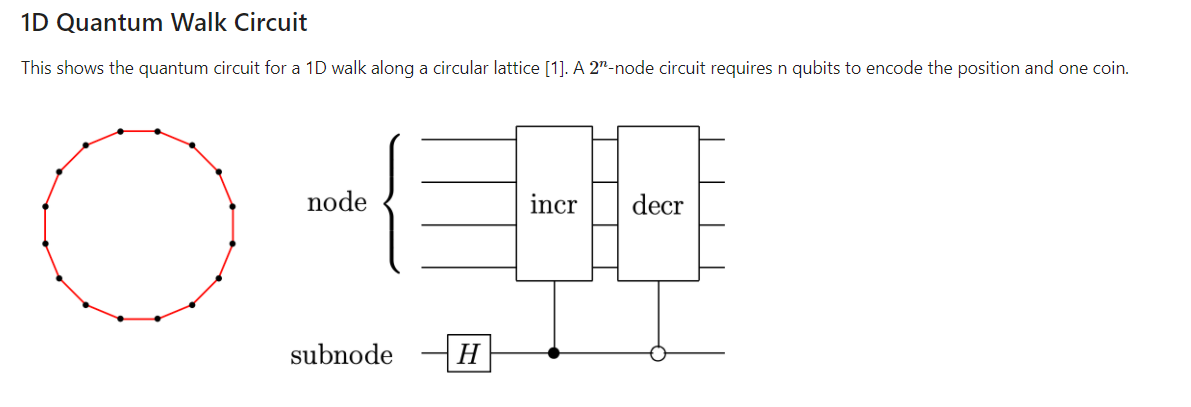 1D Quantum Walk Circuit
This shows the quantum circuit for a 1D walk along a circular lattice [1]. A 2ⁿ-node circuit requires n qubits to encode the position and one coin.
node
incr
decr
subnode
H